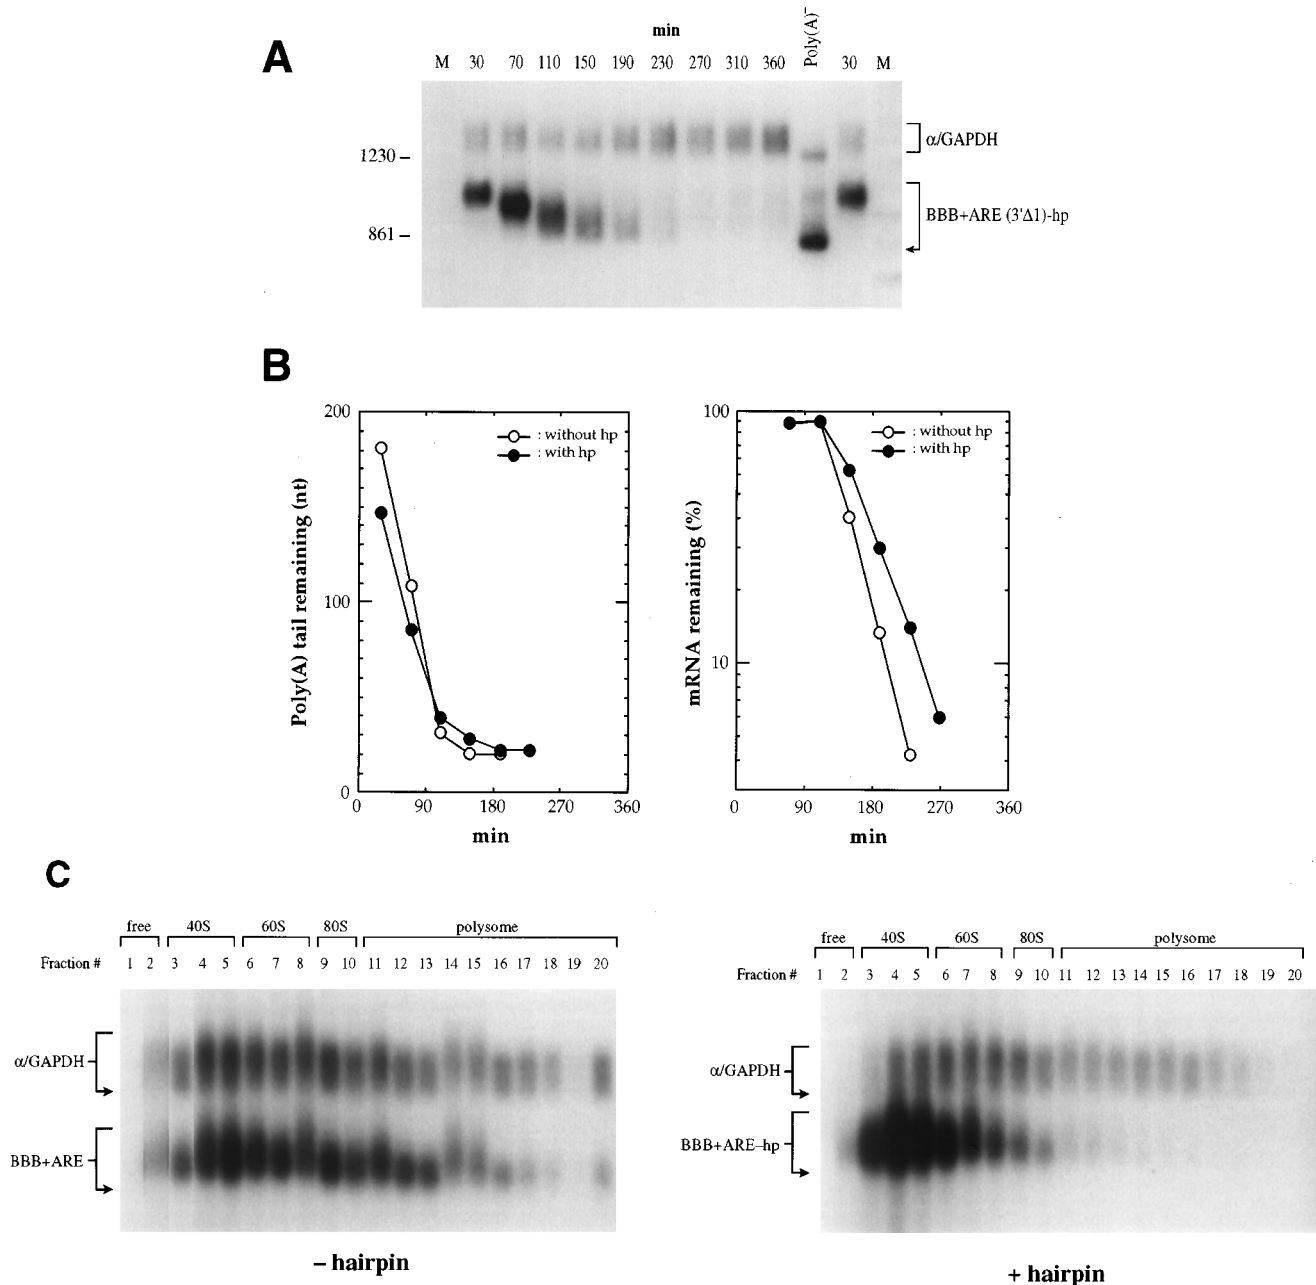 A
min
M 30 70 110 150 190 230 270 310 360 Poly(A)⁻ 30 M
α/GAPDH
1230 –
BBB+ARE (3'Δ1)-hp
861 –
B
200
100
0
Poly(A) tail remaining (nt)
: without hp
: with hp
0 90 180 270 360
min
100
10
mRNA remaining (%)
: without hp
: with hp
0 90 180 270 360
min
C
free 40S 60S 80S polysome
Fraction # 1 2 3 4 5 6 7 8 9 10 11 12 13 14 15 16 17 18 19 20
α/GAPDH
BBB+ARE
– hairpin
free 40S 60S 80S polysome
Fraction # 1 2 3 4 5 6 7 8 9 10 11 12 13 14 15 16 17 18 19 20
α/GAPDH
BBB+ARE–hp
+ hairpin